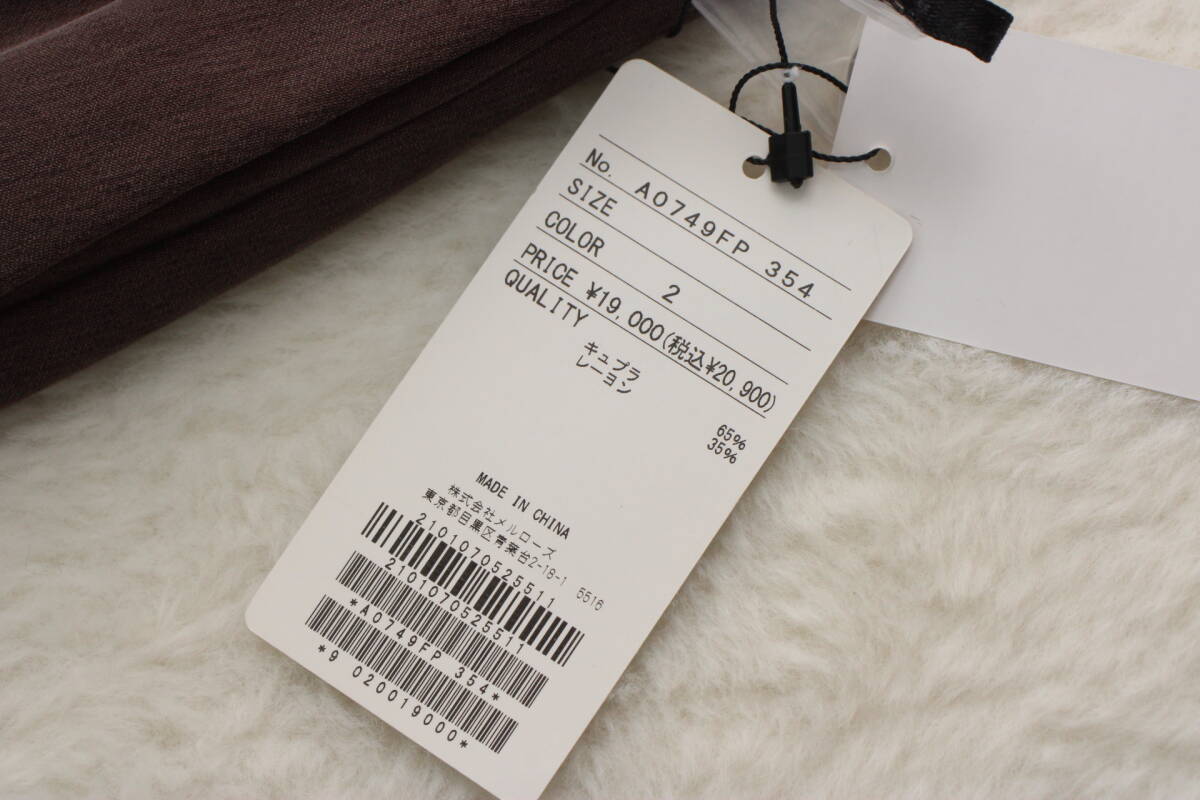 No. A0749FP 354
SIZE
COLOR 2
PRICE ¥19,000(税込¥20,900)
QUALITY
キュプラ 65%
レーヨン 35%
MADE IN CHINA
株式会社メルローズ
東京都目黒区青葉台2-18-1 5516
2101070525511
2101070525511
*A0749FP 354*
*9 020019000*